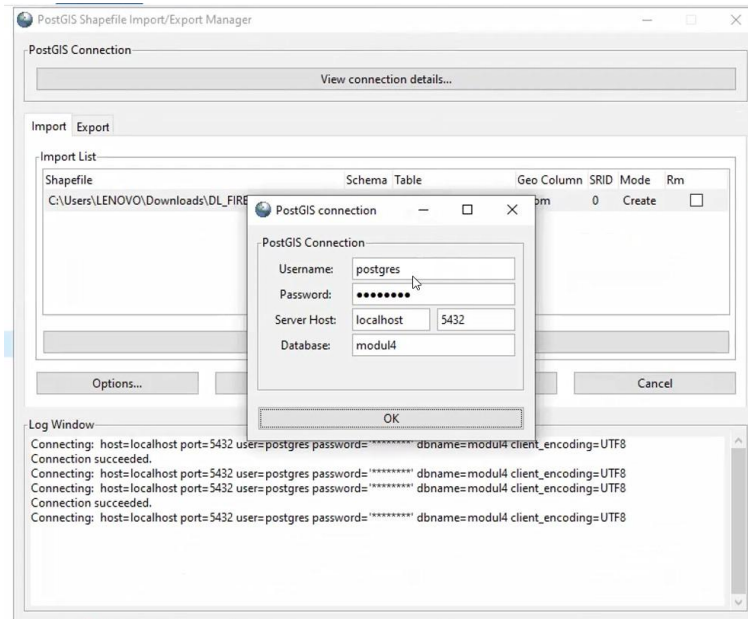 PostGIS Shapefile Import/Export Manager
PostGIS Connection
View connection details...
Import Export
Import List
Shapefile Schema Table Geo Column SRID Mode Rm
C:\Users\LENOVO\Downloads\DL_FIRE 0 Create
PostGIS connection
PostGIS Connection
Username: postgres
Password: ●●●●●●●●
Server Host: localhost 5432
Database: modul4
OK
Options... Cancel
Log Window
Connecting: host=localhost port=5432 user=postgres password='********' dbname=modul4 client_encoding=UTF8
Connection succeeded.
Connecting: host=localhost port=5432 user=postgres password='********' dbname=modul4 client_encoding=UTF8
Connecting: host=localhost port=5432 user=postgres password='********' dbname=modul4 client_encoding=UTF8
Connection succeeded.
Connecting: host=localhost port=5432 user=postgres password='********' dbname=modul4 client_encoding=UTF8